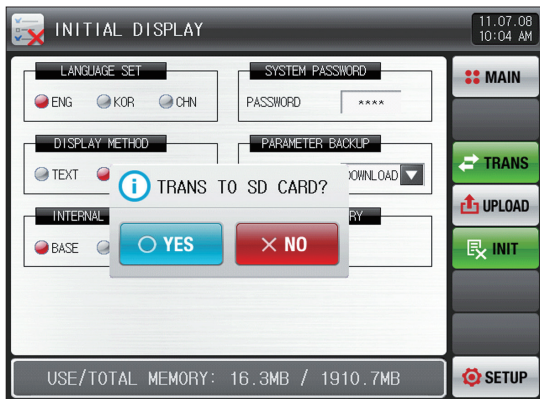 INITIAL DISPLAY
11.07.08
10:04 AM
LANGUAGE SET
ENG KOR CHN
SYSTEM PASSWORD
PASSWORD ****
DISPLAY METHOD
TEXT
PARAMETER BACKUP
DOWNLOAD
INTERNAL
RY
BASE
TRANS TO SD CARD?
YES
NO
USE/TOTAL MEMORY: 16.3MB / 1910.7MB
MAIN
TRANS
UPLOAD
INIT
SETUP